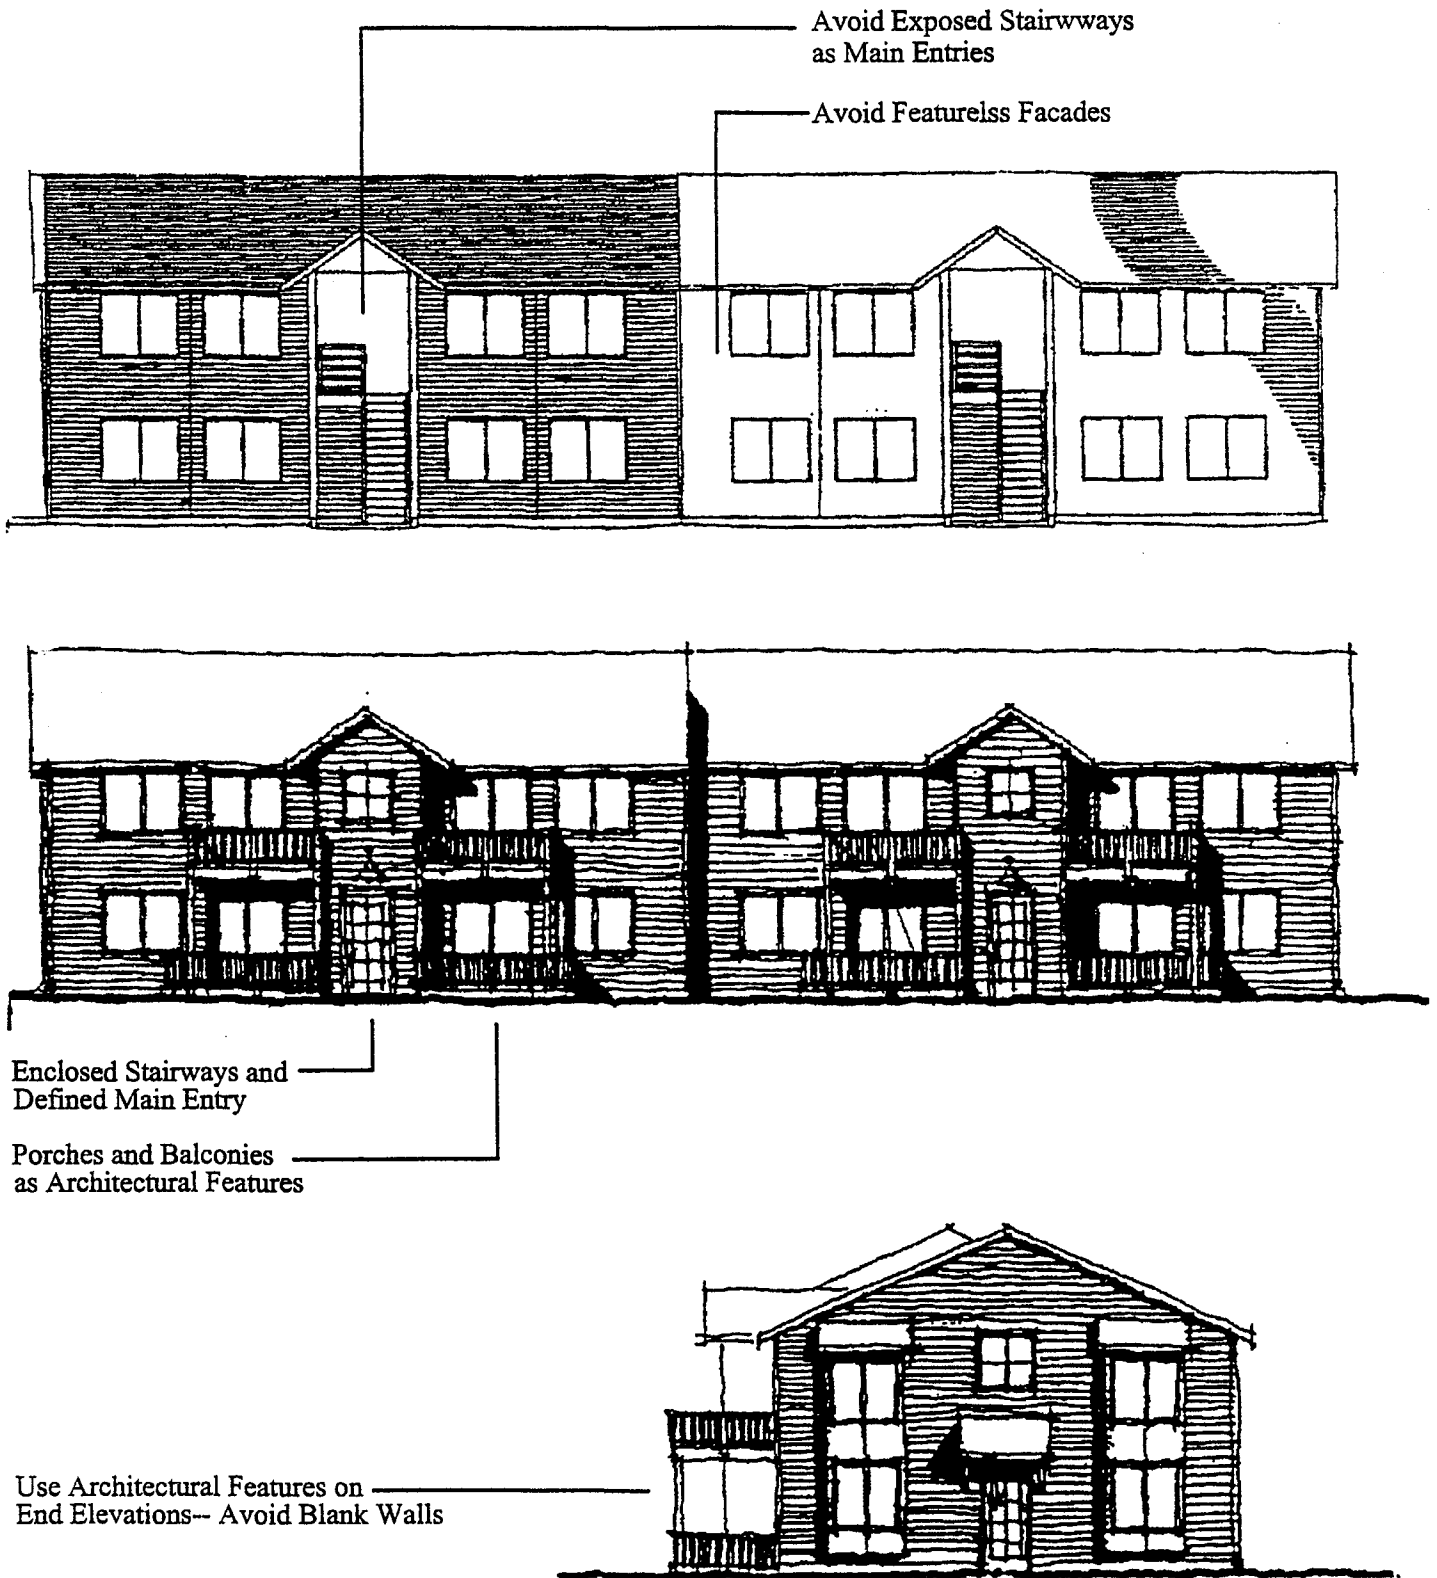 Avoid Exposed Stairwways
as Main Entries
Avoid Featurelss Facades
Enclosed Stairways and
Defined Main Entry
Porches and Balconies
as Architectural Features
Use Architectural Features on
End Elevations-- Avoid Blank Walls